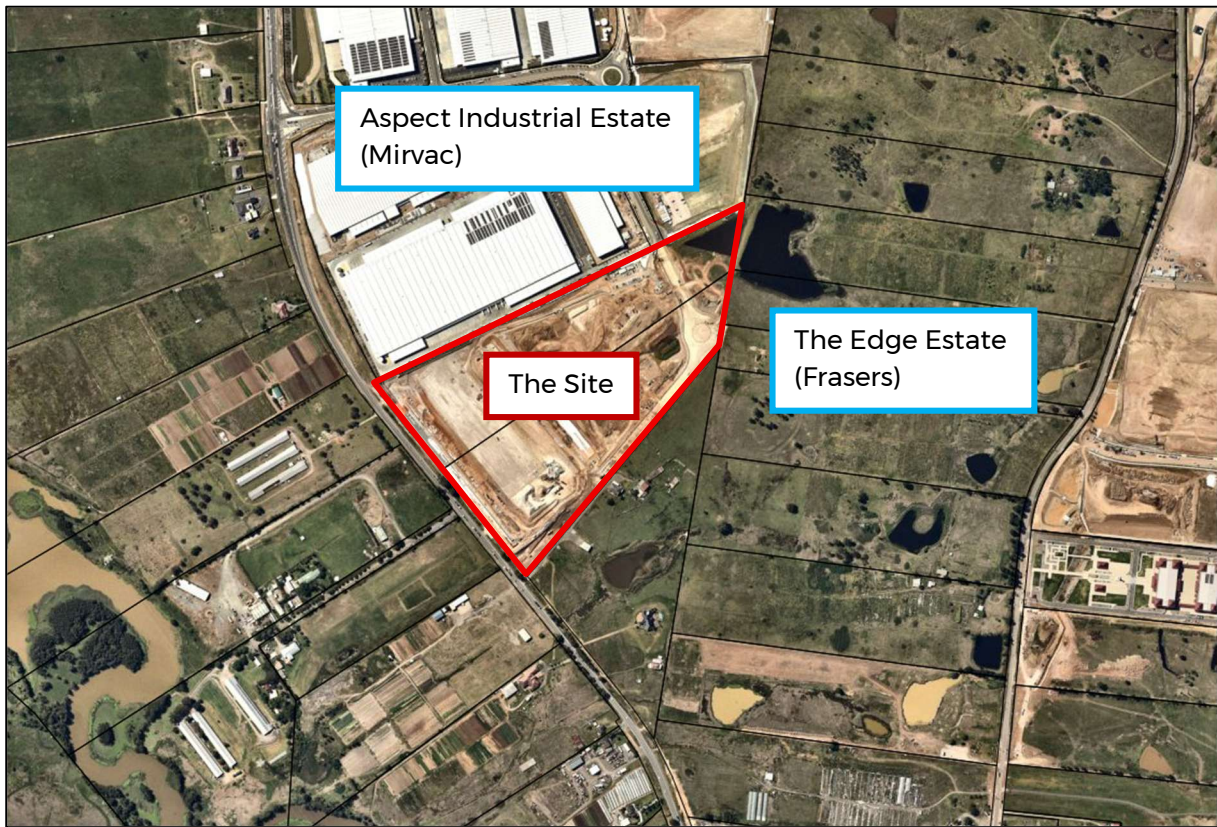 Aspect Industrial Estate
(Mirvac)
The Site
The Edge Estate
(Frasers)